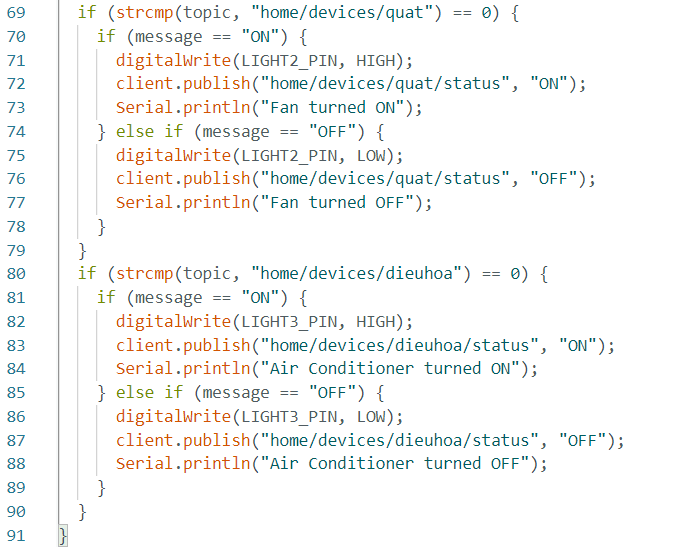 69 if (strcmp(topic, "home/devices/quat") == 0) {
70 if (message == "ON") {
71 digitalWrite(LIGHT2_PIN, HIGH);
72 client.publish("home/devices/quat/status", "ON");
73 Serial.println("Fan turned ON");
74 } else if (message == "OFF") {
75 digitalWrite(LIGHT2_PIN, LOW);
76 client.publish("home/devices/quat/status", "OFF");
77 Serial.println("Fan turned OFF");
78 }
79 }
80 if (strcmp(topic, "home/devices/dieuhoa") == 0) {
81 if (message == "ON") {
82 digitalWrite(LIGHT3_PIN, HIGH);
83 client.publish("home/devices/dieuhoa/status", "ON");
84 Serial.println("Air Conditioner turned ON");
85 } else if (message == "OFF") {
86 digitalWrite(LIGHT3_PIN, LOW);
87 client.publish("home/devices/dieuhoa/status", "OFF");
88 Serial.println("Air Conditioner turned OFF");
89 }
90 }
91 }